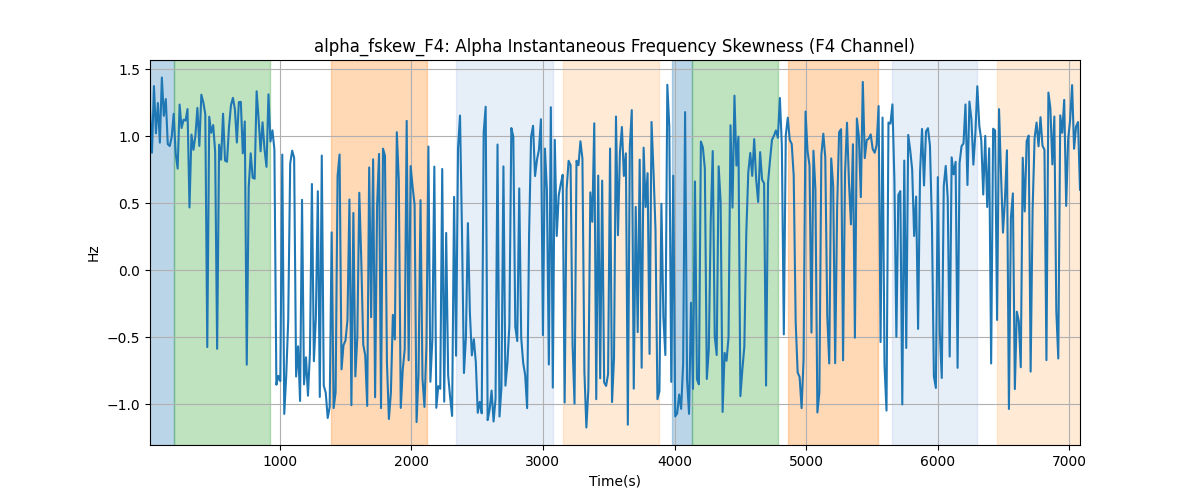 alpha_fskew_F4: Alpha Instantaneous Frequency Skewness (F4 Channel)
1.5
1.0
0.5
0.0
−0.5
−1.0
Hz
1000 2000 3000 4000 5000 6000 7000
Time(s)